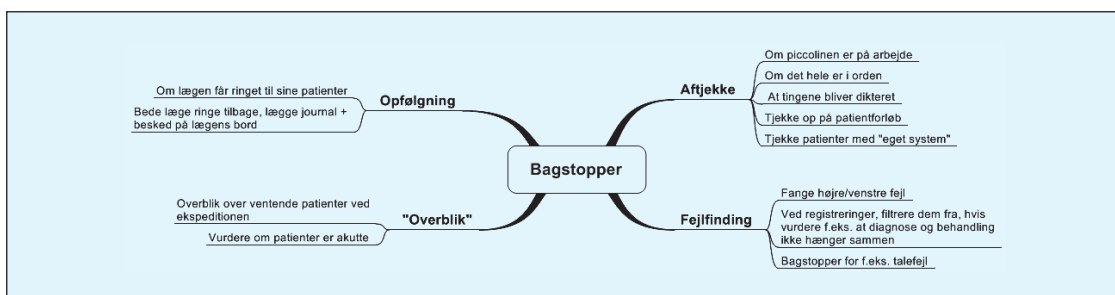 Bagstopper
Opfølgning
Om lægen får ringet til sine patienter
Bede læge ringe tilbage, lægge journal +
besked på lægens bord
"Overblik"
Overblik over ventende patienter ved
ekspeditionen
Vurdere om patienter er akutte
Aftjekke
Om piccolinen er på arbejde
Om det hele er i orden
At tingene bliver dikteret
Tjekke op på patientforløb
Tjekke patienter med "eget system"
Fejlfinding
Fange højre/venstre fejl
Ved registreringer, filtrere dem fra, hvis
vurdere f.eks. at diagnose og behandling
ikke hænger sammen
Bagstopper for f.eks. talefejl